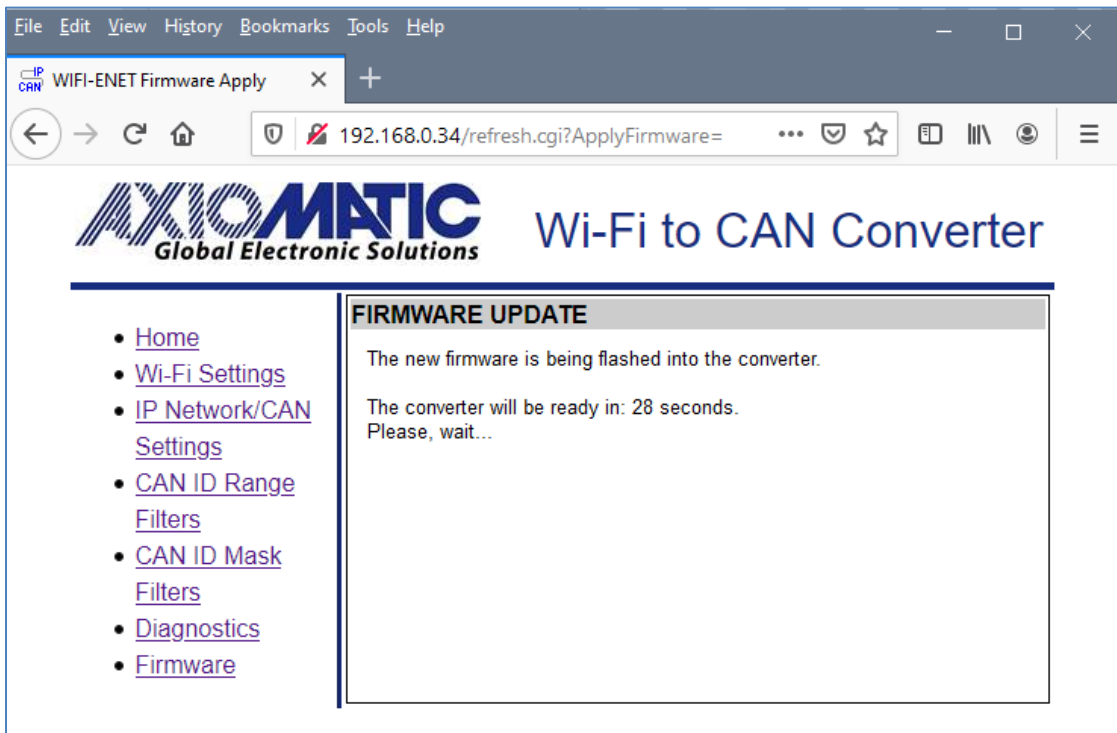 File Edit View History Bookmarks Tools Help
IP
CAN
WIFI-ENET Firmware Apply
192.168.0.34/refresh.cgi?ApplyFirmware=
AXIOMATIC
Global Electronic Solutions
Wi-Fi to CAN Converter
Home
Wi-Fi Settings
IP Network/CAN
Settings
CAN ID Range
Filters
CAN ID Mask
Filters
Diagnostics
Firmware
FIRMWARE UPDATE
The new firmware is being flashed into the converter.
The converter will be ready in: 28 seconds.
Please, wait...